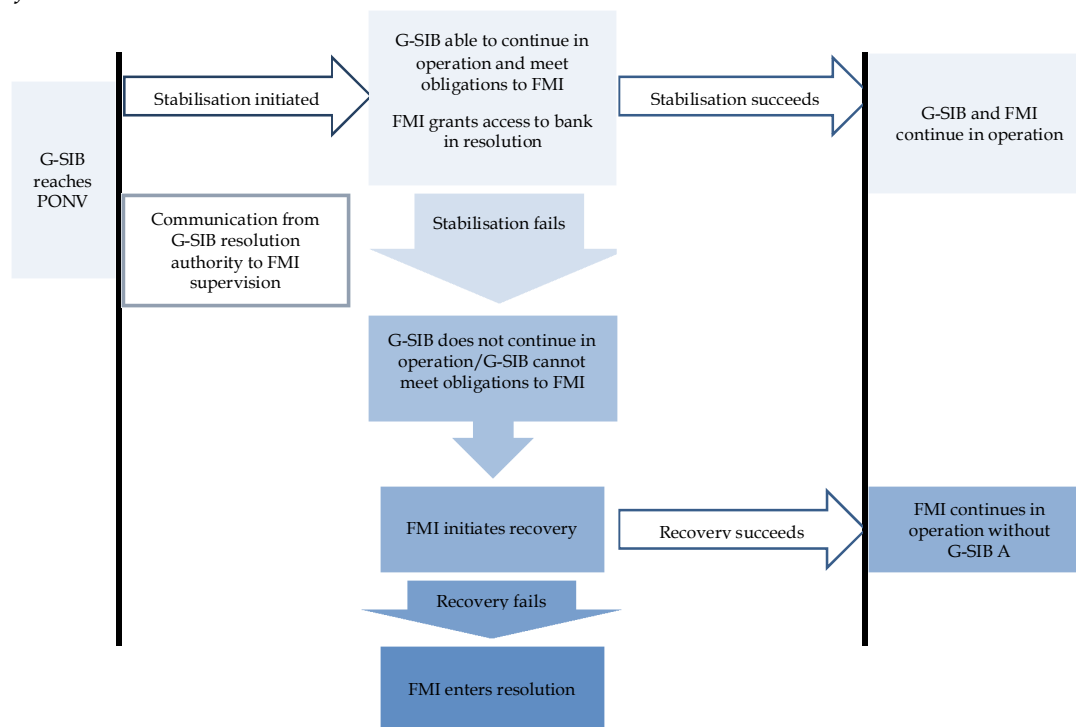 G-SIB able to continue in
operation and meet
obligations to FMI
FMI grants access to bank
in resolution
Stabilisation initiated
Stabilisation succeeds
G-SIB and FMI
continue in operation
G-SIB
reaches
PONV
Communication from
G-SIB resolution
authority to FMI
supervision
Stabilisation fails
G-SIB does not continue in
operation/G-SIB cannot
meet obligations to FMI
FMI initiates recovery
Recovery succeeds
FMI continues in
operation without
G-SIB A
Recovery fails
FMI enters resolution